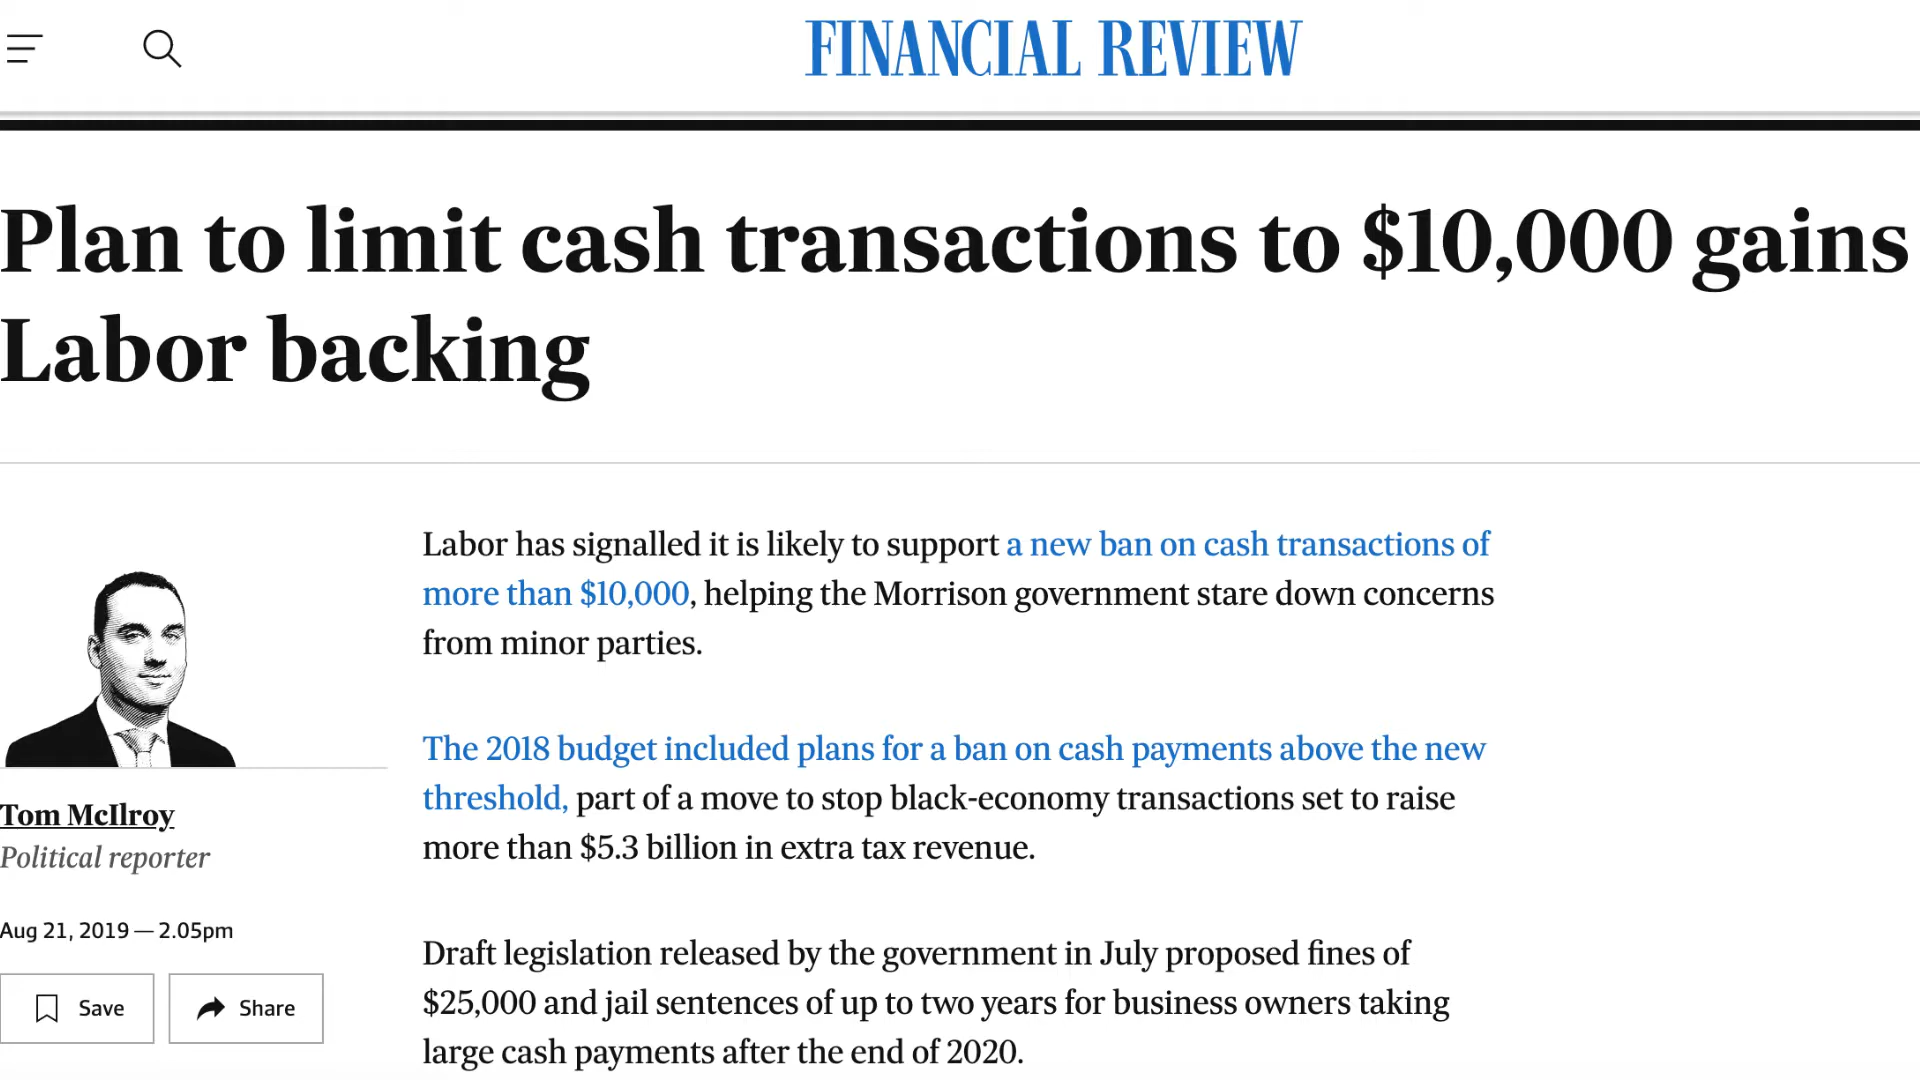 FINANCIAL REVIEW
Plan to limit cash transactions to $10,000 gains
Labor backing
Tom McIlroy
Political reporter
Aug 21, 2019 — 2.05pm
Save
Share
Labor has signalled it is likely to support a new ban on cash transactions of
more than $10,000, helping the Morrison government stare down concerns
from minor parties.
The 2018 budget included plans for a ban on cash payments above the new
threshold, part of a move to stop black-economy transactions set to raise
more than $5.3 billion in extra tax revenue.
Draft legislation released by the government in July proposed fines of
$25,000 and jail sentences of up to two years for business owners taking
large cash payments after the end of 2020.